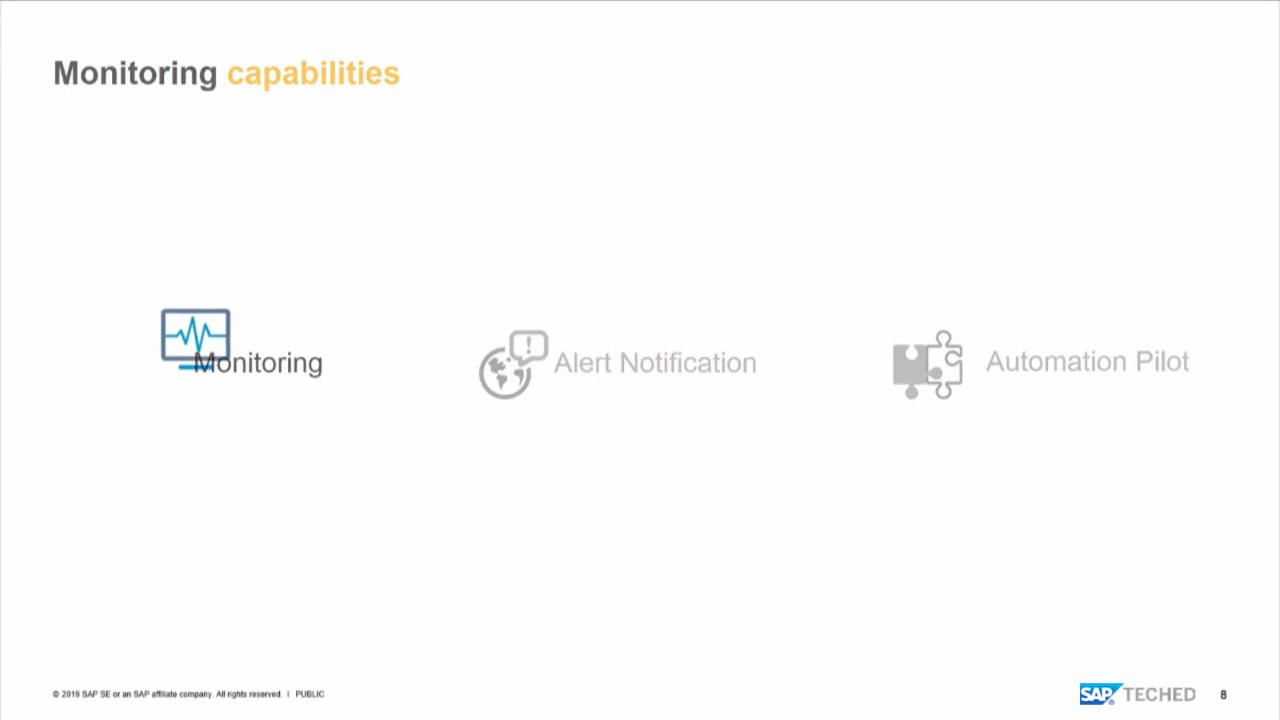 Monitoring capabilities
Monitoring
Alert Notification
Automation Pilot
© 2019 SAP SE or an SAP affiliate company. All rights reserved. | PUBLIC
SAP® TECHED
8